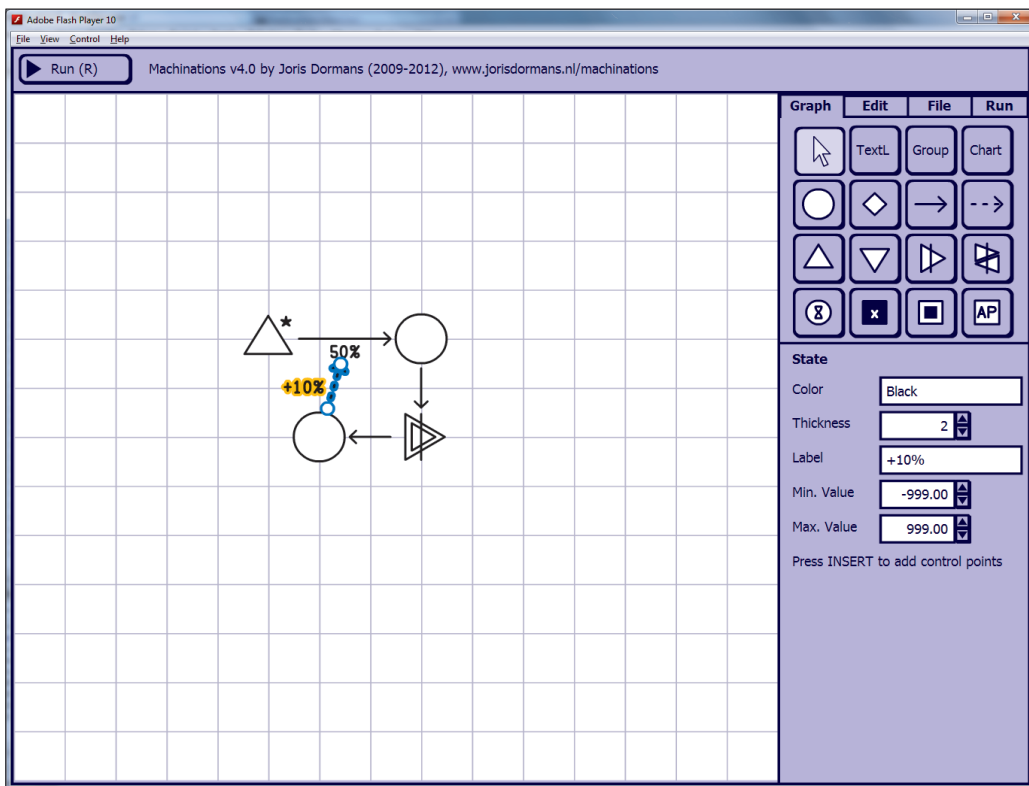 Adobe Flash Player 10
File View Control Help
Run (R)
Machinations v4.0 by Joris Dormans (2009-2012), www.jorisdormans.nl/machinations
Graph Edit File Run
TextL Group Chart
x AP
50%
+10%
State
Color Black
Thickness 2
Label +10%
Min. Value -999.00
Max. Value 999.00
Press INSERT to add control points